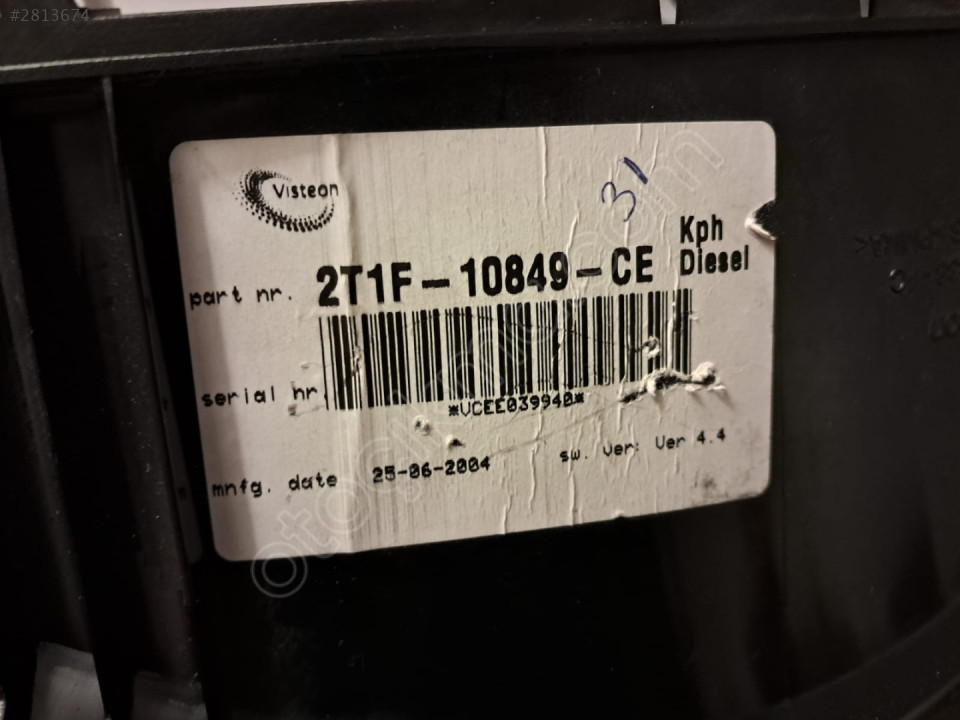 #2813674
Visteon
31
part nr. 2T1F-10849-CE Kph Diesel
serial nr.
*VCEE039940*
mnfg. date 25-06-2004 sw. ver: Ver 4.4